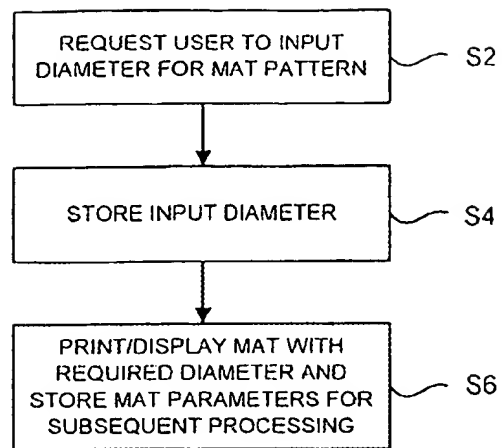 REQUEST USER TO INPUT
DIAMETER FOR MAT PATTERN
S2
STORE INPUT DIAMETER
S4
PRINT/DISPLAY MAT WITH
REQUIRED DIAMETER AND
STORE MAT PARAMETERS FOR
SUBSEQUENT PROCESSING
S6